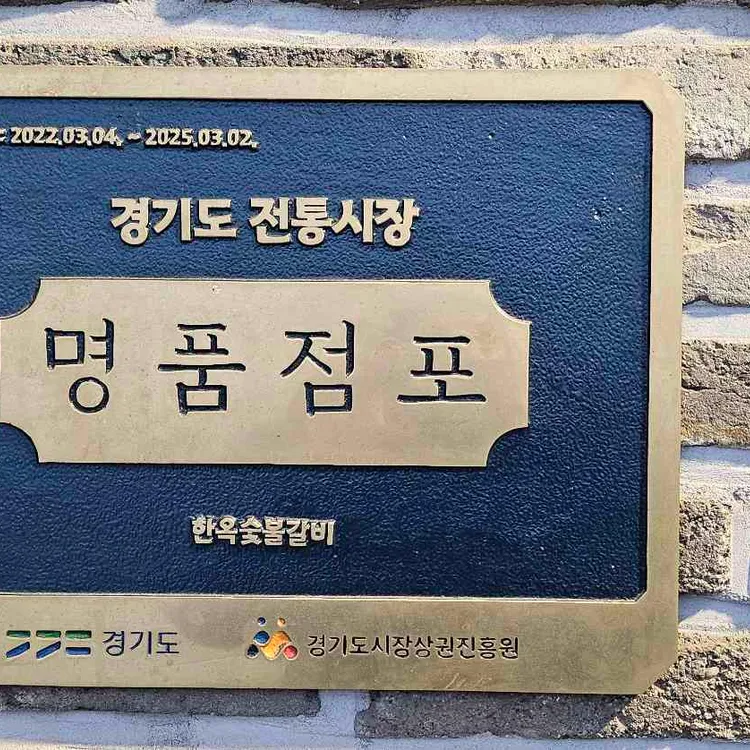 : 2022.03.04. ~ 2025.03.02.
경기도 전통시장
명품점포
한옥숯불갈비
경기도 경기도시장상권진흥원